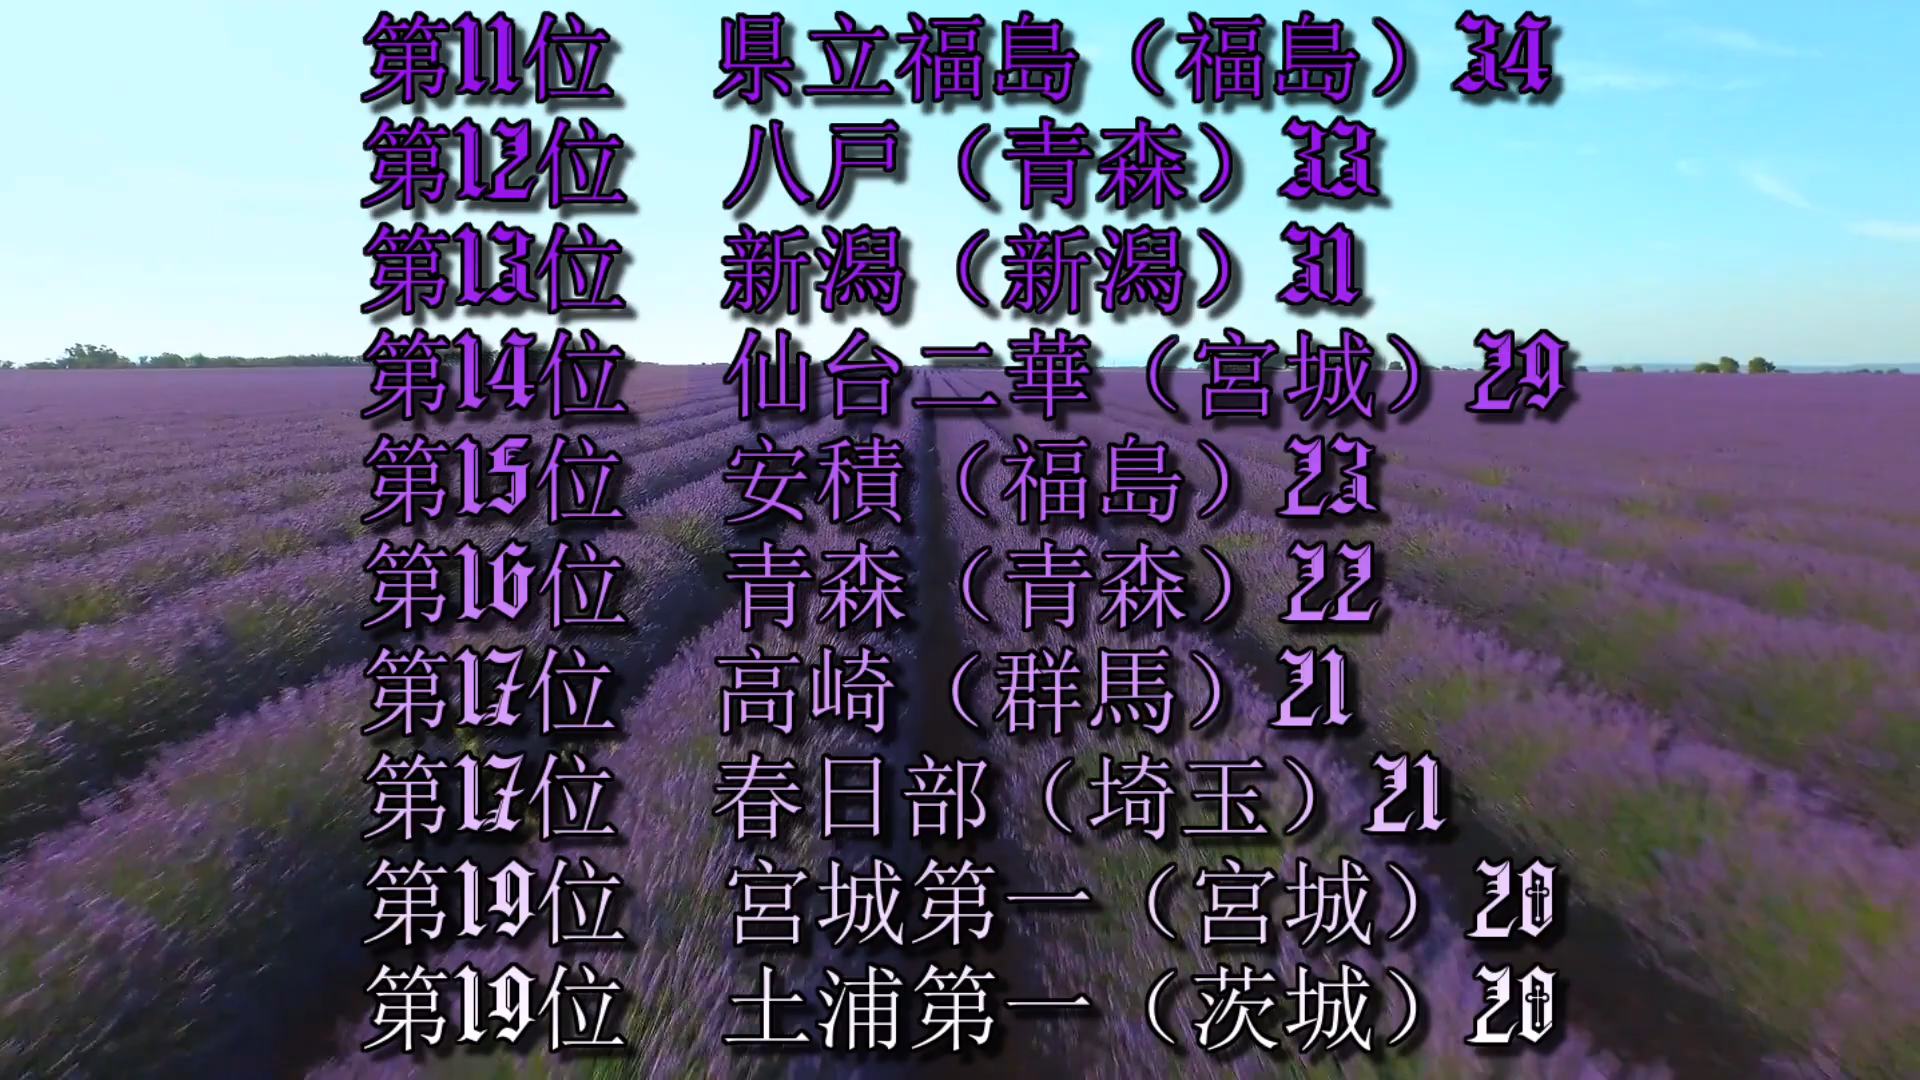 第11位　県立福島（福島）34
第12位　八戸（青森）33
第13位　新潟（新潟）31
第14位　仙台二華（宮城）29
第15位　安積（福島）23
第16位　青森（青森）22
第17位　高崎（群馬）21
第17位　春日部（埼玉）21
第19位　宮城第一（宮城）20
第19位　土浦第一（茨城）20